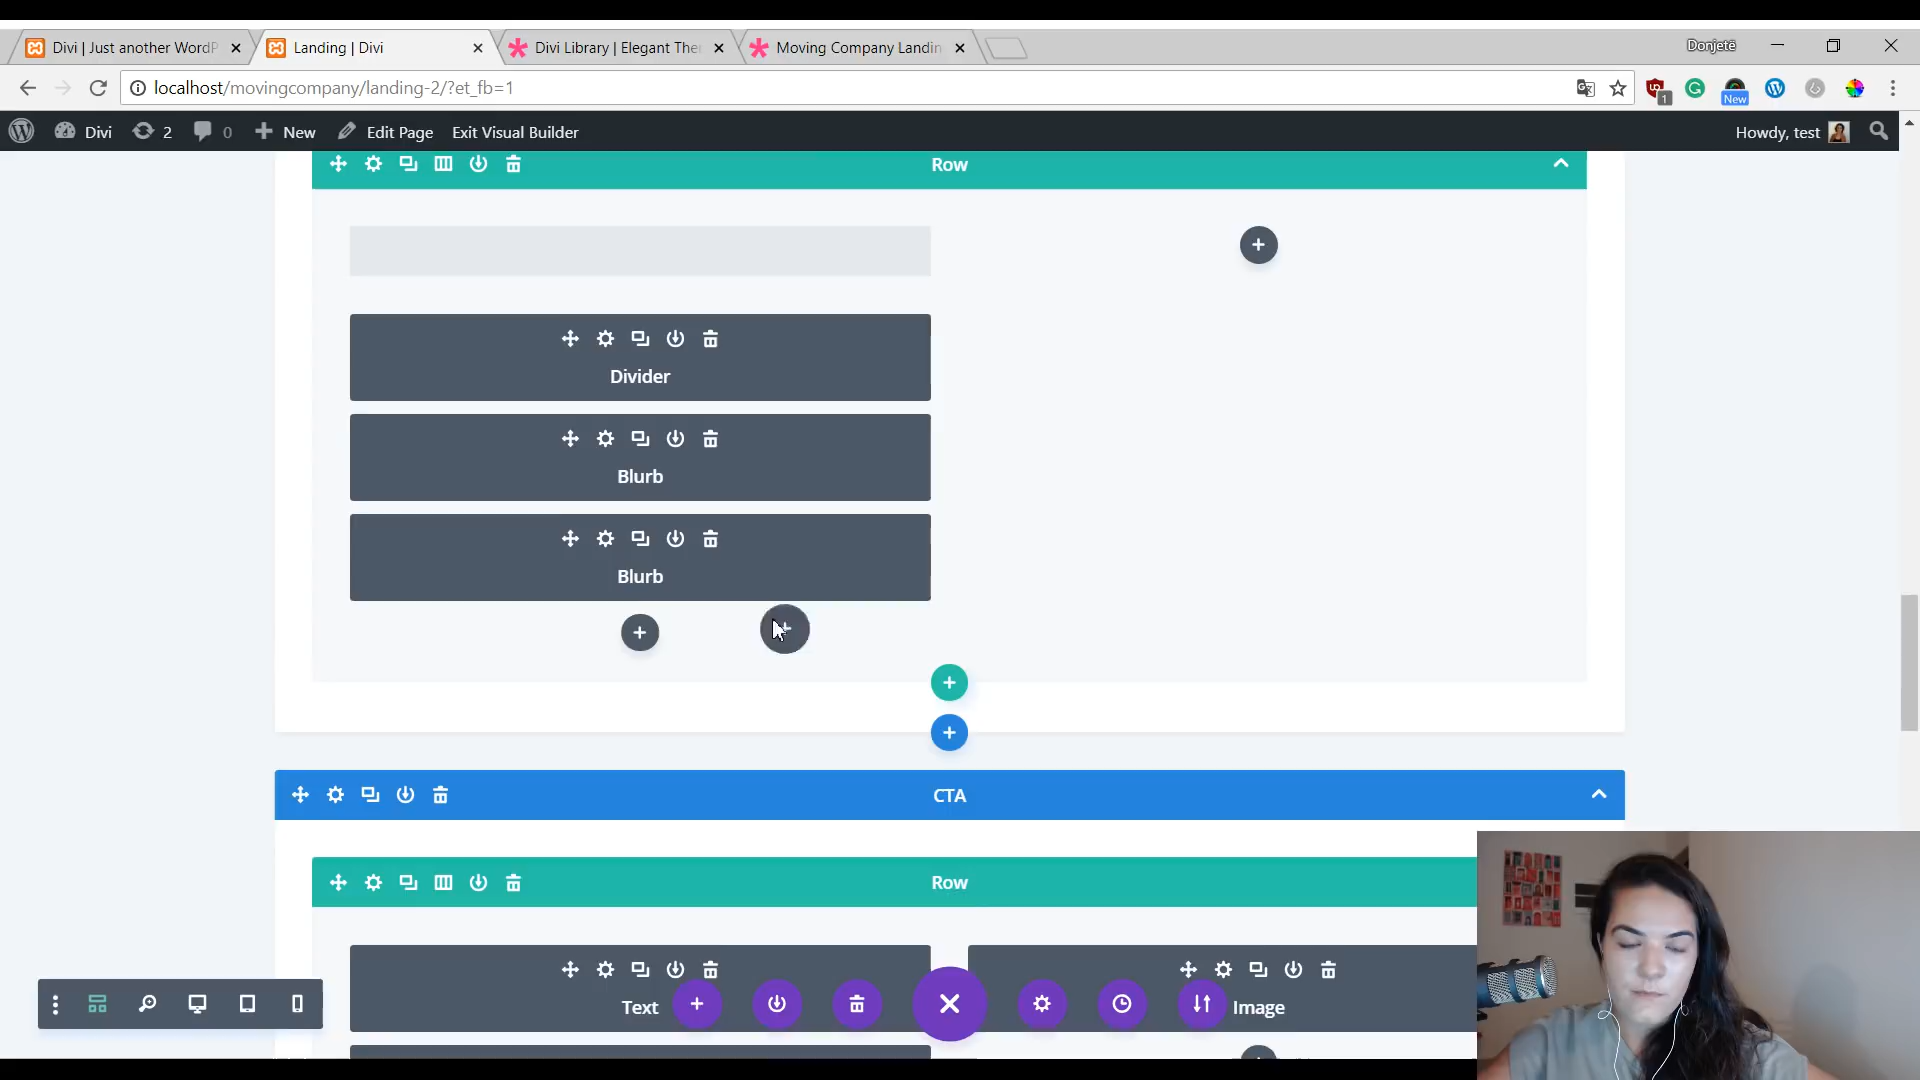 Divi | Just another WordP
Landing | Divi
Divi Library | Elegant The
Moving Company Landin
Donjetë
localhost/movingcompany/landing-2/?et_fb=1
1
New
Divi
2
0
New
Edit Page
Exit Visual Builder
Howdy, test
Row
Divider
Blurb
Blurb
CTA
Row
Text
Image